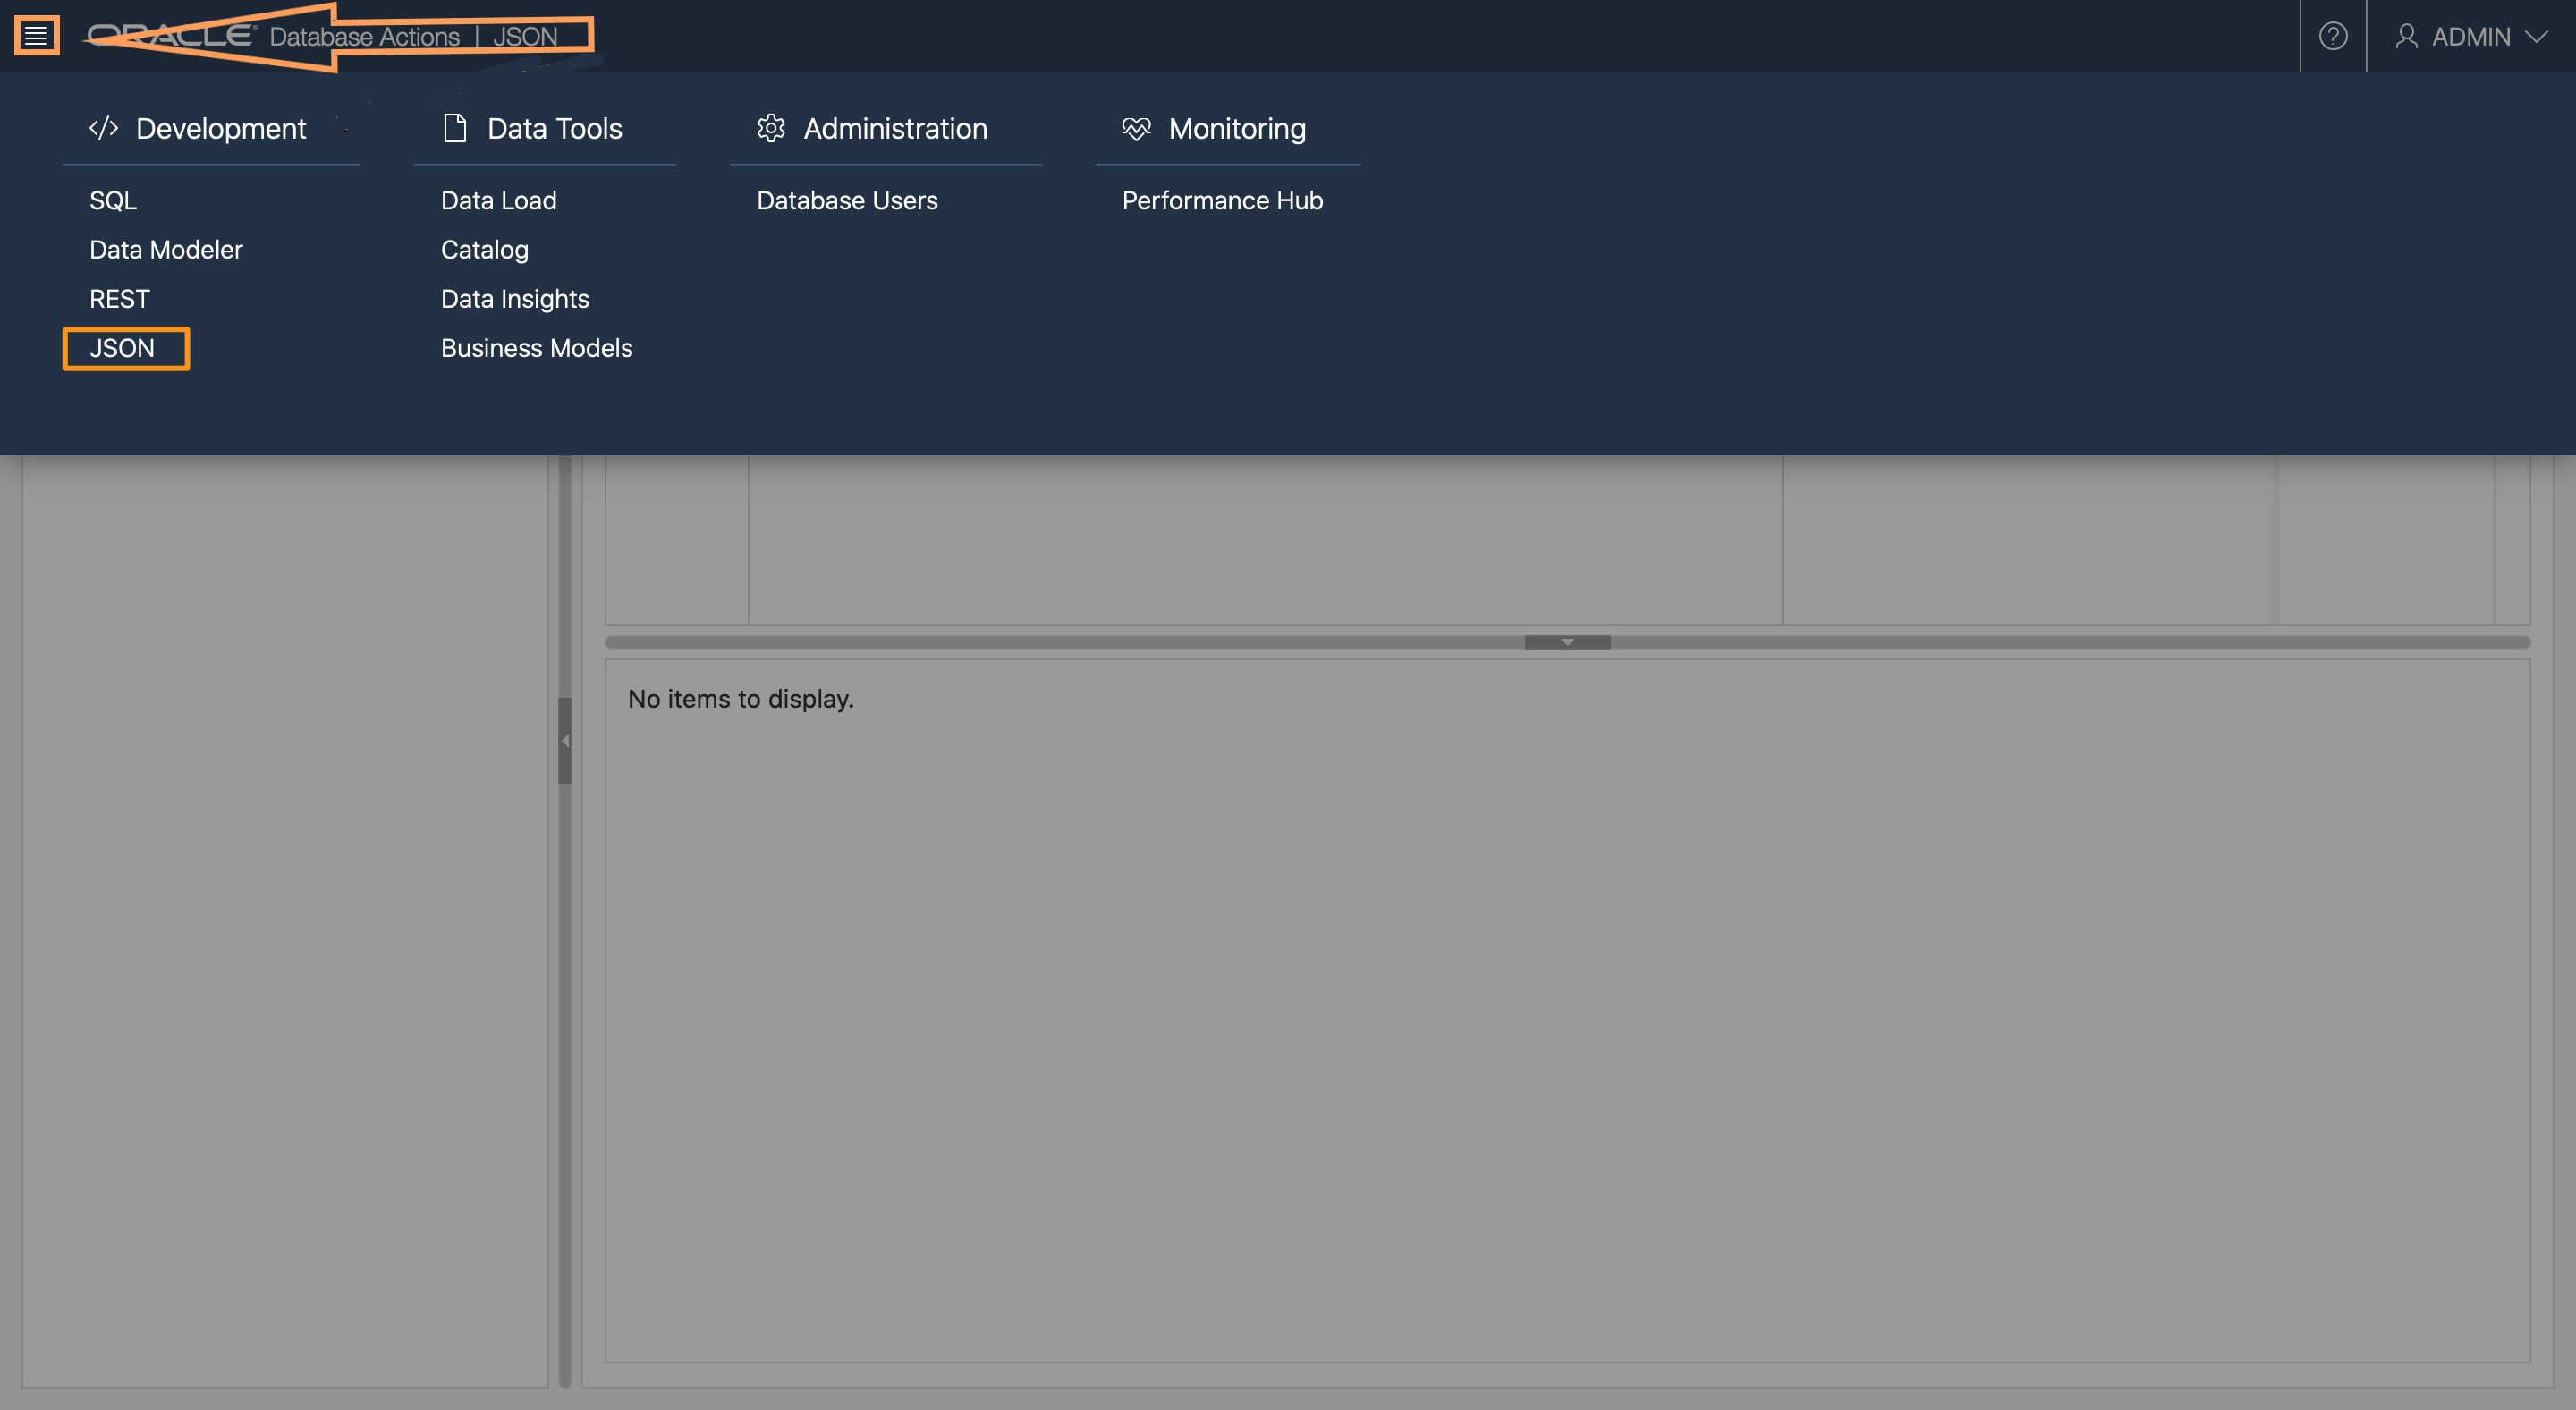 ORACLE® Database Actions | JSON
ADMIN
Development
SQL
Data Modeler
REST
JSON
Data Tools
Data Load
Catalog
Data Insights
Business Models
Administration
Database Users
Monitoring
Performance Hub
No items to display.